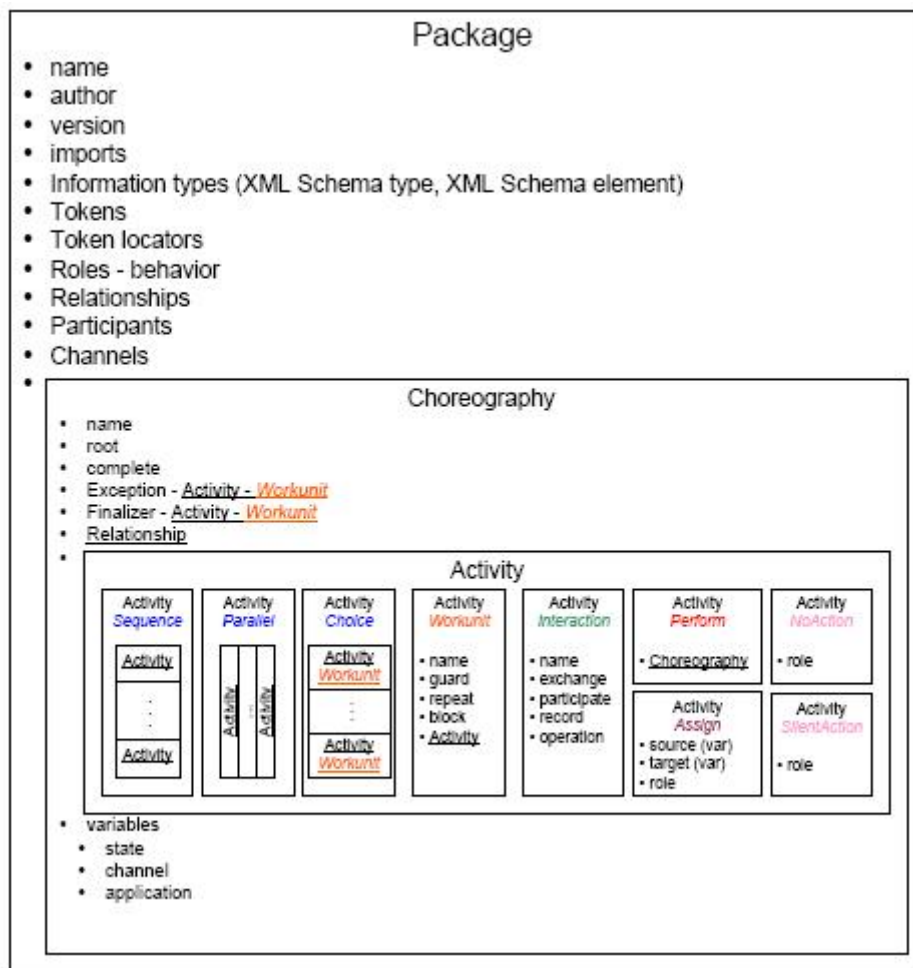 Package
• name
• author
• version
• imports
• Information types (XML Schema type, XML Schema element)
• Tokens
• Token locators
• Roles - behavior
• Relationships
• Participants
• Channels
•
Choreography
• name
• root
• complete
• Exception - Activity - Workunit
• Finalizer - Activity - Workunit
• Relationship
•
Activity
Activity
Sequence
Activity
:
:
Activity
Activity
Parallel
Activity
...
Activity
Activity
Choice
Activity
Workunit
:
Activity
Workunit
Activity
Workunit
• name
• guard
• repeat
• block
• Activity
Activity
Interaction
• name
• exchange
• participate
• record
• operation
Activity
Perform
• Choreography
Activity
Assign
• source (var)
• target (var)
• role
Activity
NoAction
• role
Activity
SilentAction
• role
• variables
• state
• channel
• application